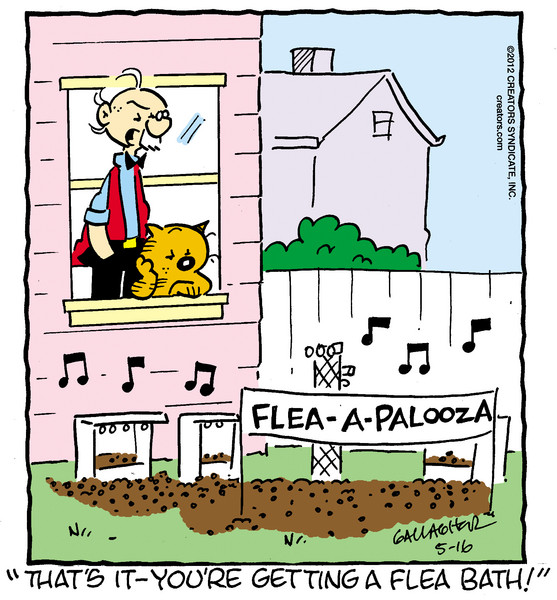 ©2012 CREATORS SYNDICATE, INC.
creators.com
FLEA-A-PALOOZA
GALLAGHER
5-16
"THAT'S IT-YOU'RE GETTING A FLEA BATH!"